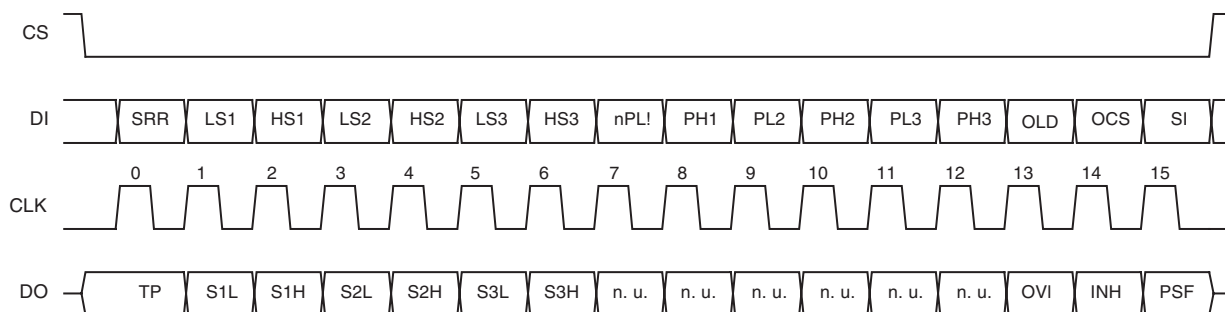 CS
DI SRR LS1 HS1 LS2 HS2 LS3 HS3 nPL! PH1 PL2 PH2 PL3 PH3 OLD OCS SI
0 1 2 3 4 5 6 7 8 9 10 11 12 13 14 15
CLK
DO TP S1L S1H S2L S2H S3L S3H n. u. n. u. n. u. n. u. n. u. n. u. OVI INH PSF